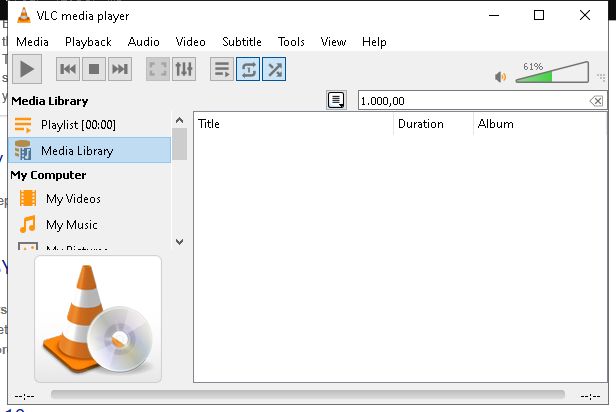 VLC media player
Media Playback Audio Video Subtitle Tools View Help
61%
Media Library
1.000,00
Playlist [00:00]
Title Duration Album
Media Library
My Computer
My Videos
My Music
My Pictures
--:-- --:--